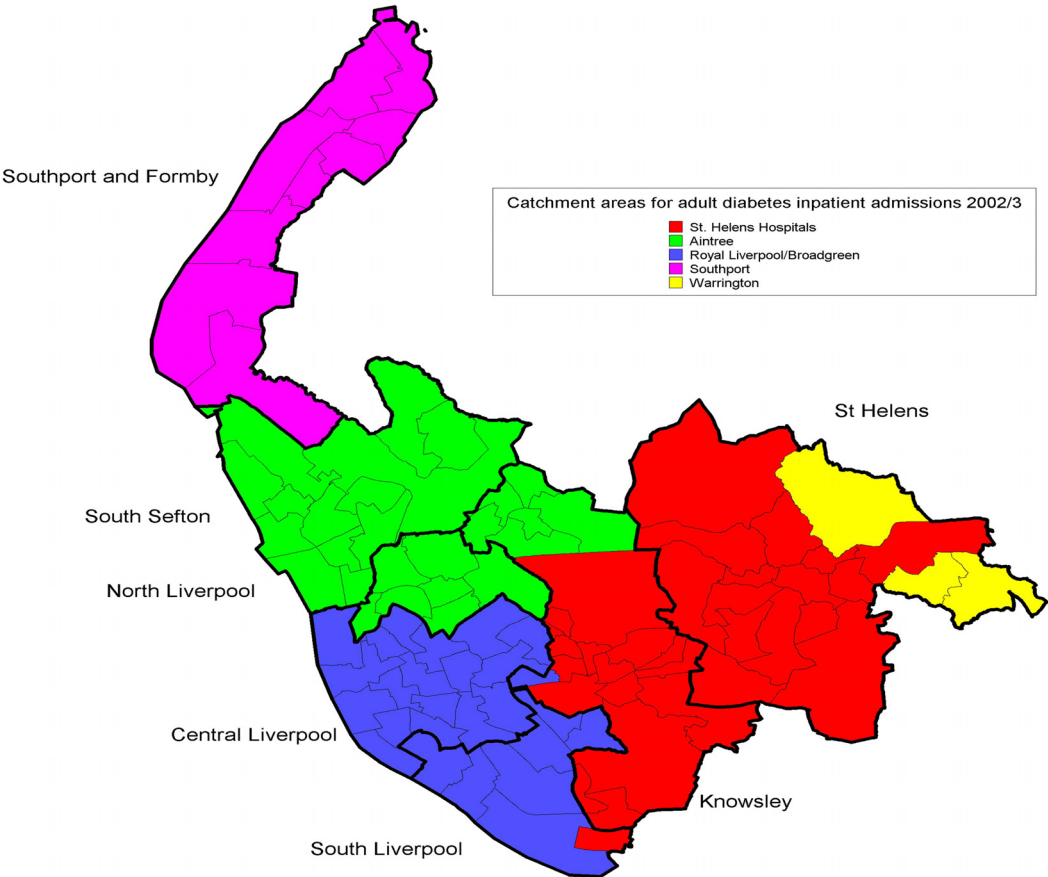 Southport and Formby
Catchment areas for adult diabetes inpatient admissions 2002/3
St. Helens Hospitals
Aintree
Royal Liverpool/Broadgreen
Southport
Warrington
St Helens
South Sefton
North Liverpool
Central Liverpool
Knowsley
South Liverpool